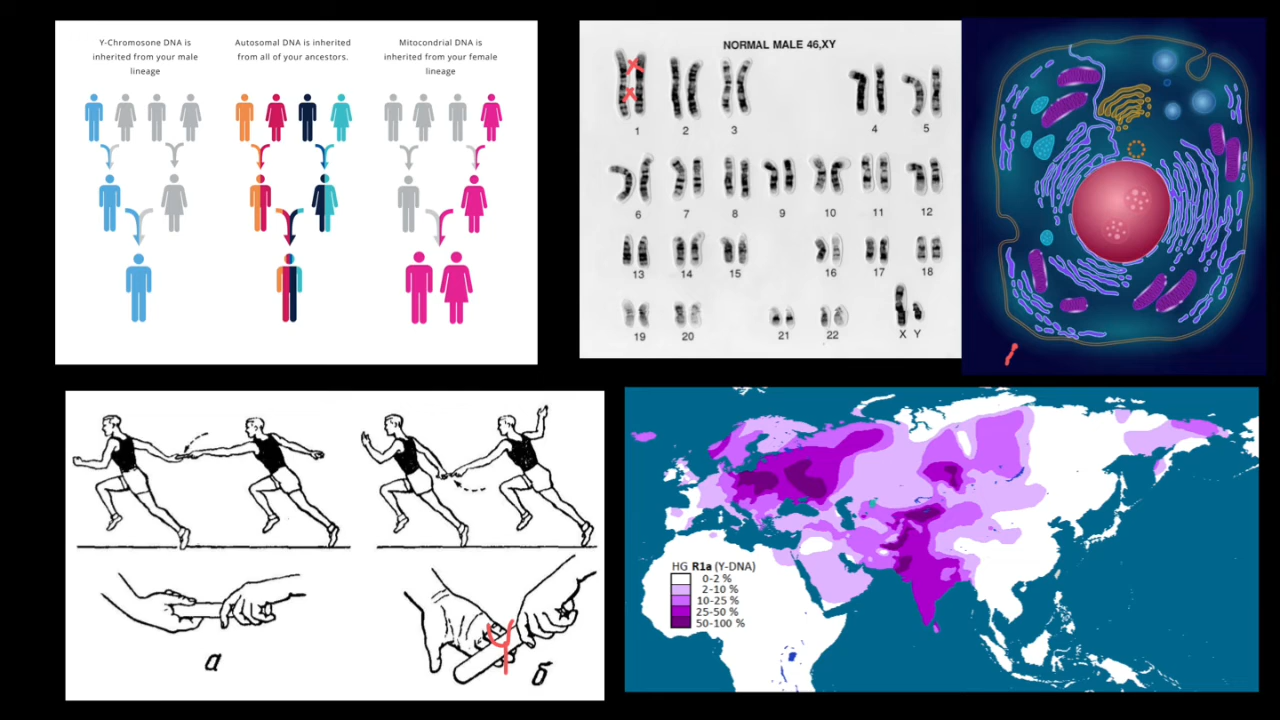 Y-Chromosone DNA is
inherited from your male
lineage
Autosomal DNA is inherited
from all of your ancestors.
Mitocondrial DNA is
inherited from your female
lineage
NORMAL MALE 46,XY
1 2 3 4 5
6 7 8 9 10 11 12
13 14 15 16 17 18
19 20 21 22 X Y
а б
HG R1a (Y-DNA)
0-2 %
2-10 %
10-25 %
25-50 %
50-100 %